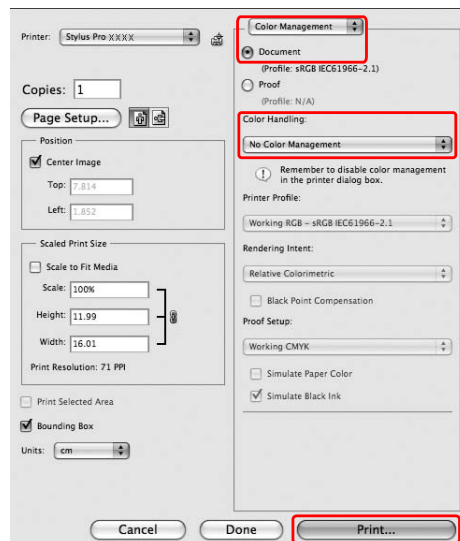 Printer: Stylus Pro XXXX
Copies: 1
Page Setup...
Position
Center Image
Top: 7.814
Left: 1.852
Scaled Print Size
Scale to Fit Media
Scale: 100%
Height: 11.99
Width: 16.01
Print Resolution: 71 PPI
Print Selected Area
Bounding Box
Units: cm
Color Management
Document
(Profile: sRGB IEC61966-2.1)
Proof
(Profile: N/A)
Color Handling:
No Color Management
Remember to disable color management
in the printer dialog box.
Printer Profile:
Working RGB - sRGB IEC61966-2.1
Rendering Intent:
Relative Colorimetric
Black Point Compensation
Proof Setup:
Working CMYK
Simulate Paper Color
Simulate Black Ink
Cancel
Done
Print...